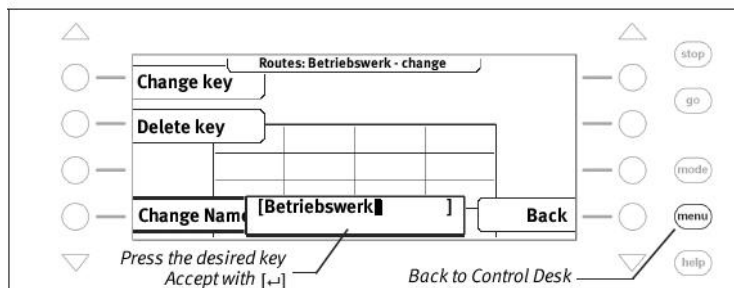 Routes: Betriebswerk - change
stop
Change key
go
Delete key
mode
Change Name
[Betriebswerk ]
Back
menu
Press the desired key
Accept with [↵]
Back to Control Desk
help